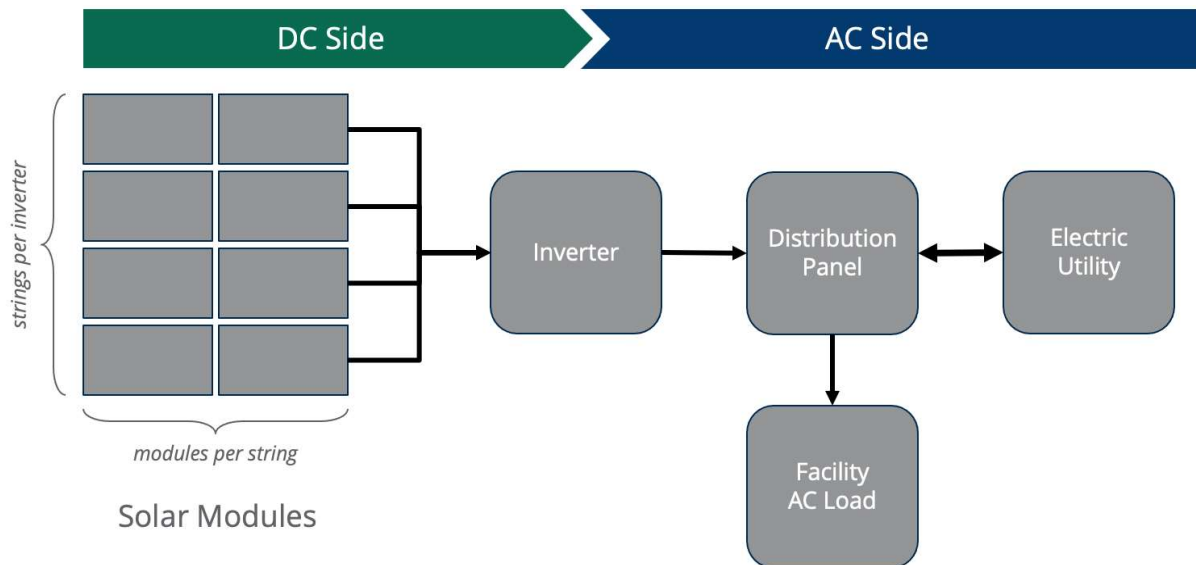 DC Side
AC Side
strings per inverter
Inverter
Distribution
Panel
Electric
Utility
modules per string
Facility
AC Load
Solar Modules